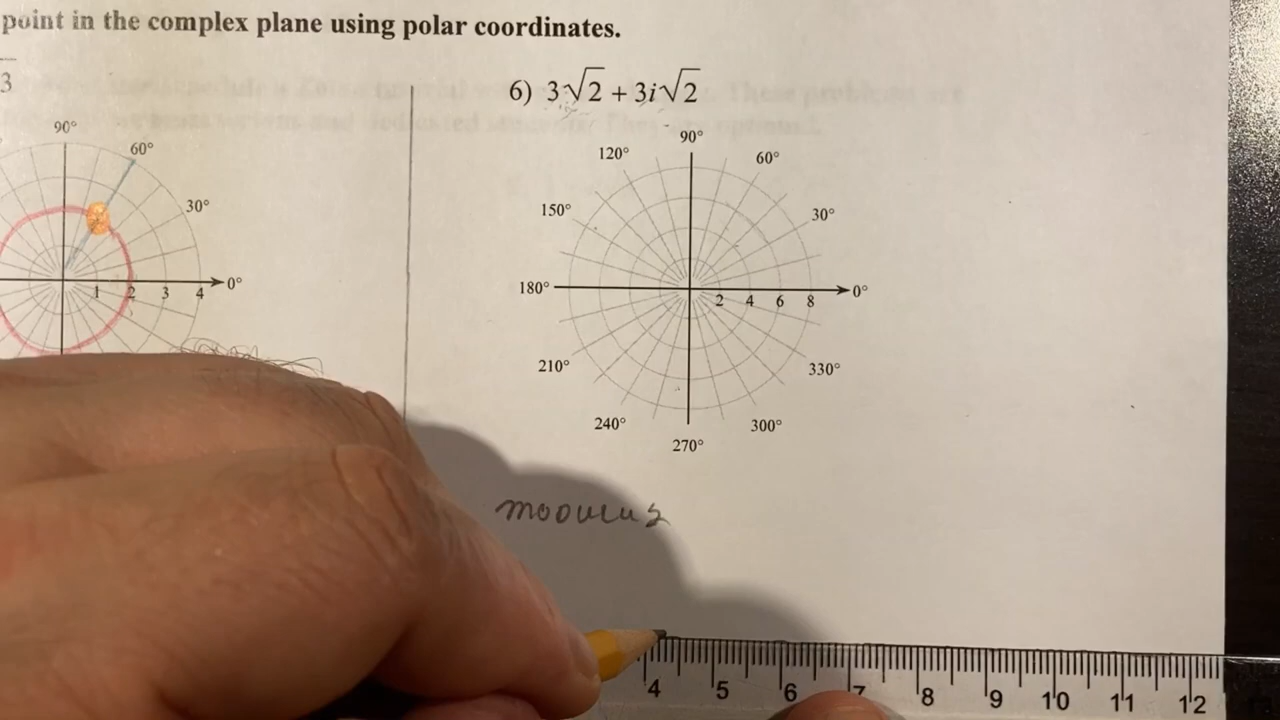 point in the complex plane using polar coordinates.
3
6) 3√2 + 3i√2
90°
60°
30°
0°
1 2 3 4
90°
120°
60°
150°
30°
180°
0°
2 4 6 8
210°
330°
240°
300°
270°
modulus
4 5 6 7 8 9 10 11 12